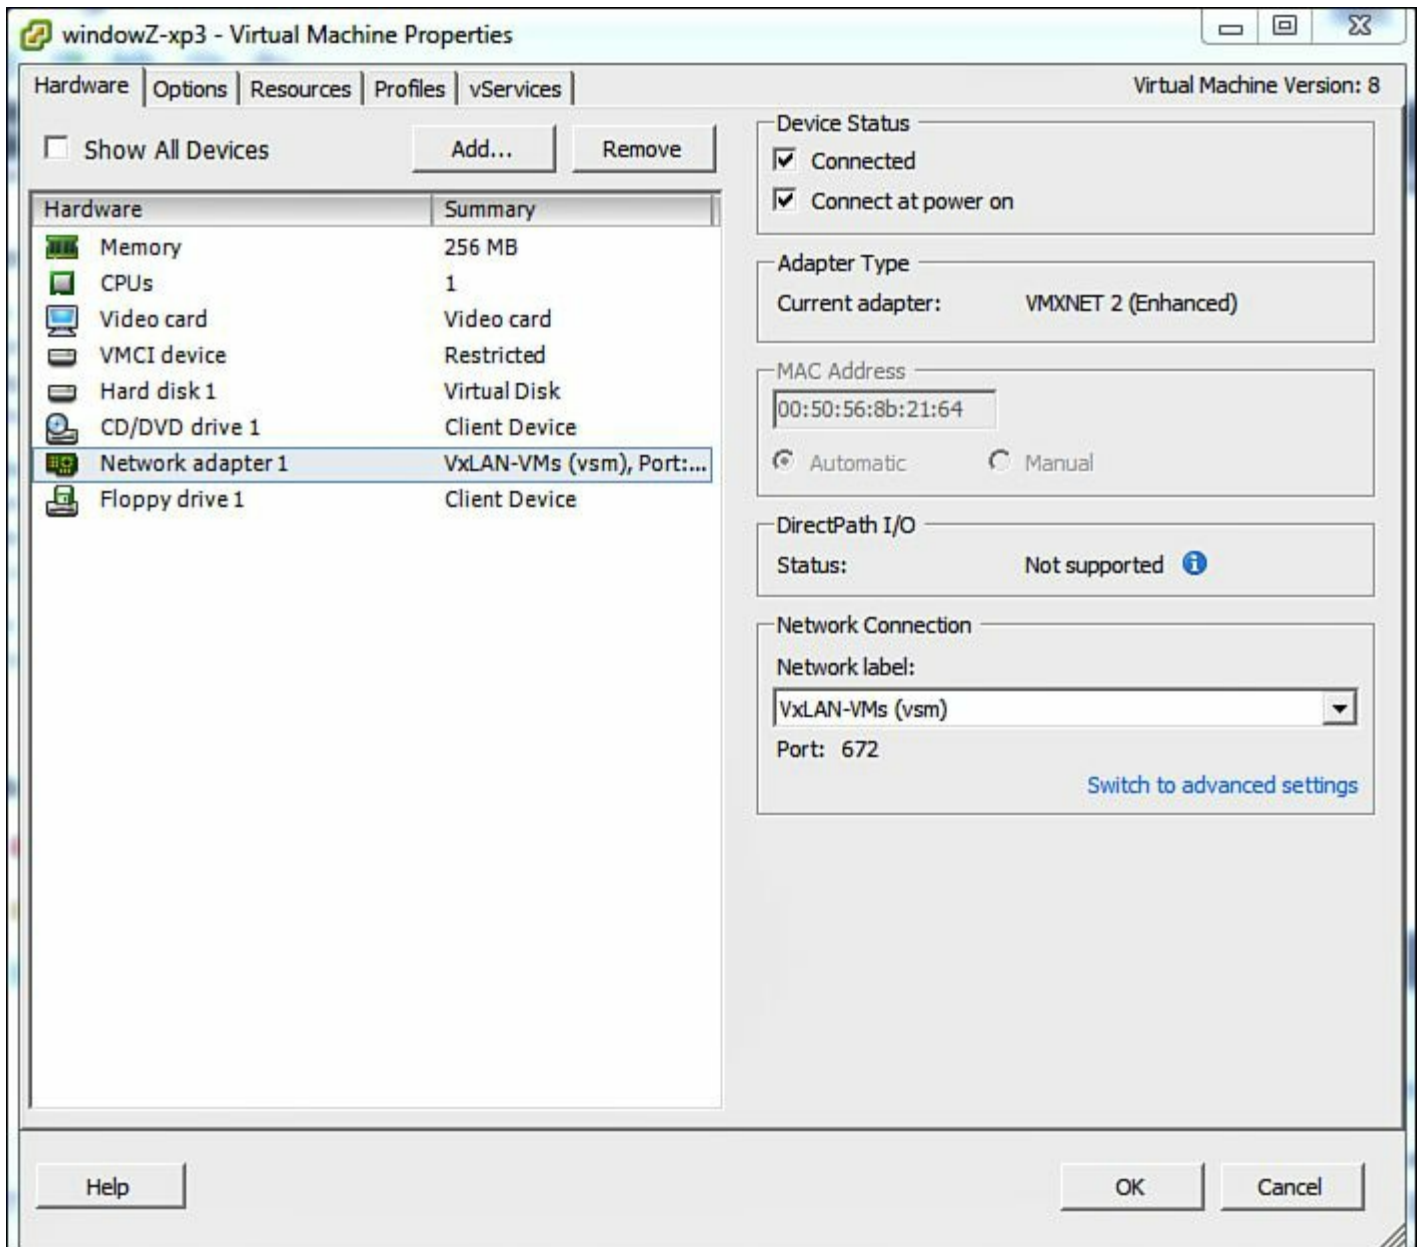 windowZ-xp3 - Virtual Machine Properties
Hardware Options Resources Profiles vServices Virtual Machine Version: 8
Show All Devices Add... Remove
Hardware Summary
Memory 256 MB
CPUs 1
Video card Video card
VMCI device Restricted
Hard disk 1 Virtual Disk
CD/DVD drive 1 Client Device
Network adapter 1 VxLAN-VMs (vsm), Port:...
Floppy drive 1 Client Device
Device Status
Connected
Connect at power on
Adapter Type
Current adapter: VMXNET 2 (Enhanced)
MAC Address
00:50:56:8b:21:64
Automatic Manual
DirectPath I/O
Status: Not supported
Network Connection
Network label:
VxLAN-VMs (vsm)
Port: 672
Switch to advanced settings
Help OK Cancel